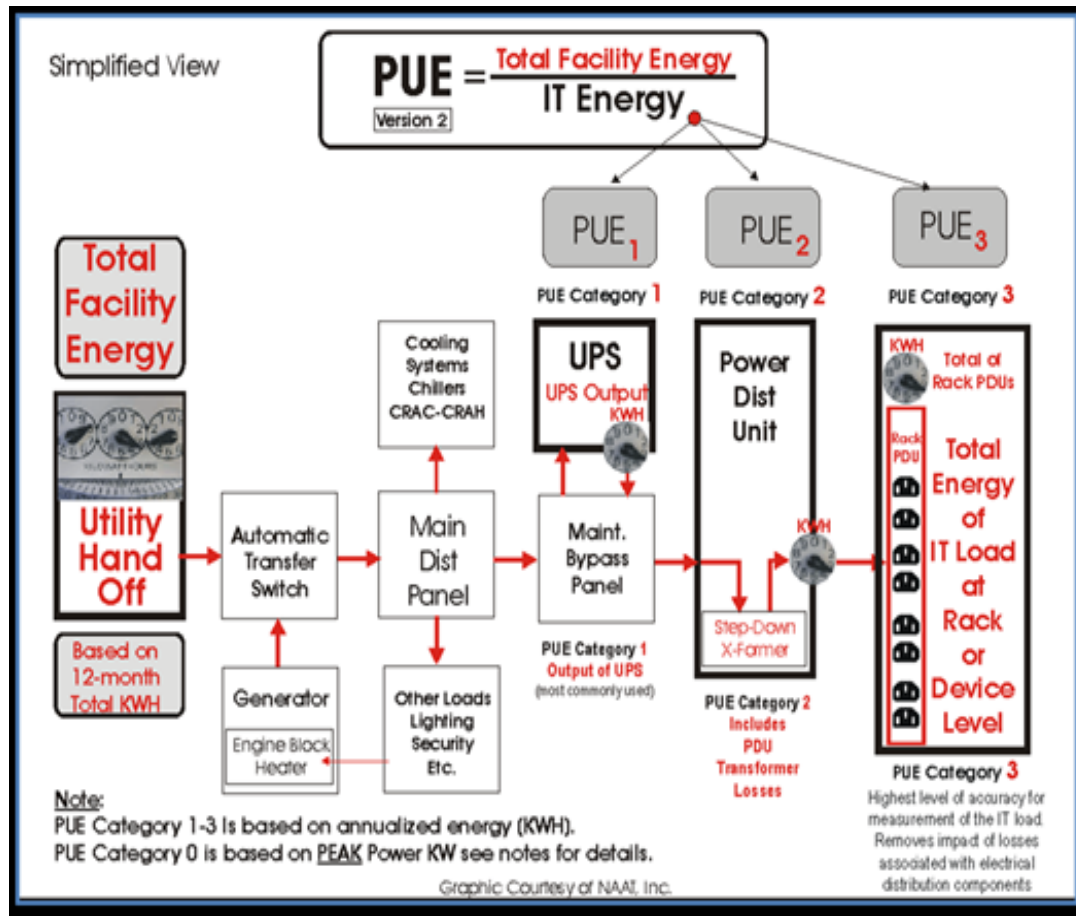 Simplified View
PUE = Total Facility Energy
IT Energy
Version 2
PUE 1
PUE 2
PUE 3
PUE Category 1
PUE Category 2
PUE Category 3
Total
Facility
Energy
Utility
Hand
Off
Based on
12-month
Total KWH
Automatic
Transfer
Switch
Generator
Engine Block
Heater
Cooling
Systems
Chillers
CRAC-CRAH
Main
Dist
Panel
Other Loads
Lighting
Security
Etc.
UPS
UPS Output
KWH
Maint.
Bypass
Panel
PUE Category 1
Output of UPS
(most commonly used)
Power
Dist
Unit
KWH
Step-Down
X-Former
PUE Category 2
Includes
PDU
Transformer
Losses
KWH
Total of
Rack PDUs
Rack
PDU
Total
Energy
of
IT Load
at
Rack
or
Device
Level
PUE Category 3
Highest level of accuracy for
measurement of the IT load.
Removes impact of losses
associated with electrical
distribution components
Note:
PUE Category 1-3 Is based on annualized energy (KWH).
PUE Category 0 is based on PEAK Power KW see notes for details.
Graphic Courtesy of NAAT, Inc.